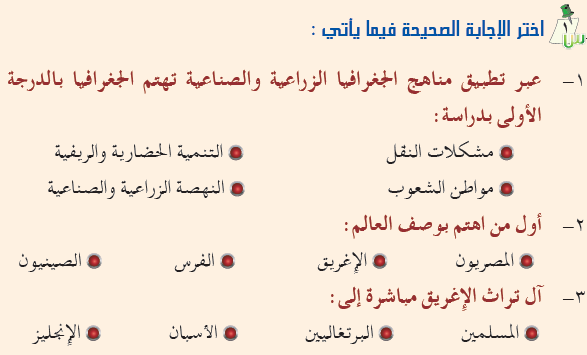 س١ اختر الإجابة الصحيحة فيما يأتي :
١– عبر تطبيق مناهج الجغرافيا الزراعية والصناعية تهتم الجغرافيا بالدرجة
الأولى بدراسة:
مشكلات النقل التنمية الحضارية والريفية
مواطن الشعوب النهضة الزراعية والصناعية
٢– أول من اهتم بوصف العالم:
المصريون الإغريق الفرس الصينيون
٣– آل تراث الإغريق مباشرة إلى:
المسلمين البرتغاليين الأسبان الإنجليز